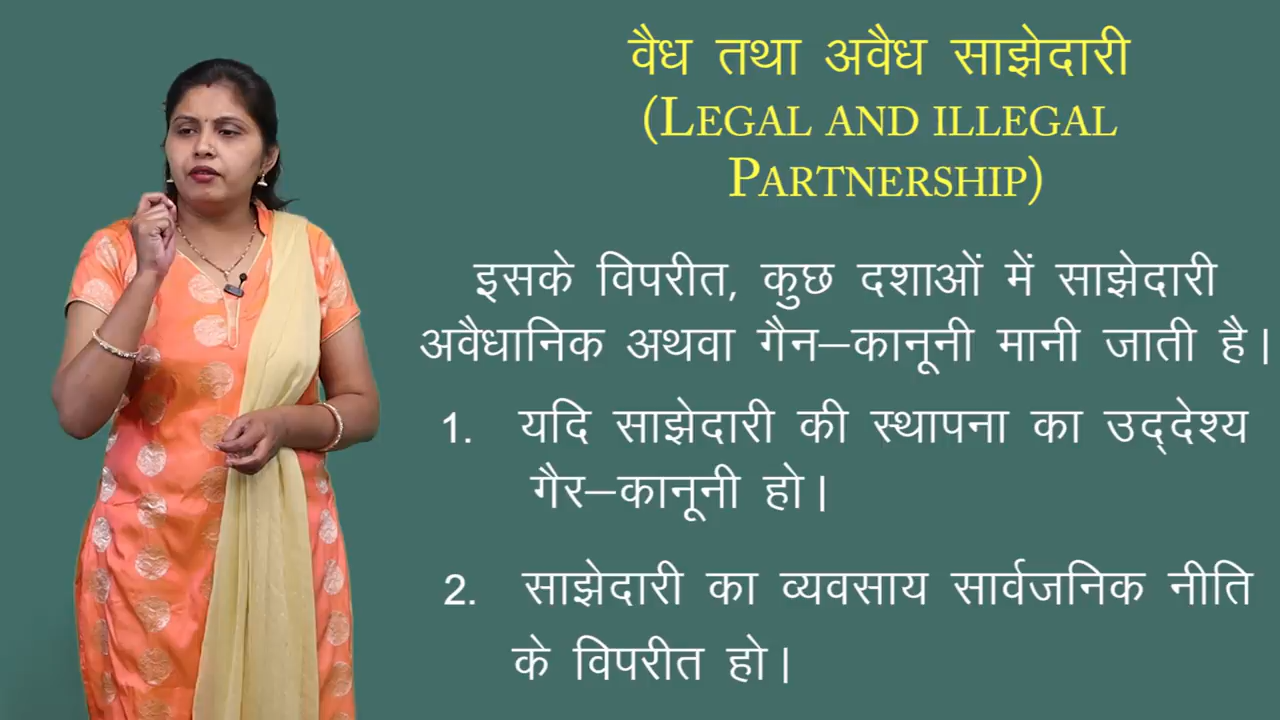 वैध तथा अवैध साझेदारी
(LEGAL AND ILLEGAL
PARTNERSHIP)
इसके विपरीत, कुछ दशाओं में साझेदारी
अवैधानिक अथवा गैन–कानूनी मानी जाती है।
1. यदि साझेदारी की स्थापना का उद्देश्य
गैर–कानूनी हो।
2. साझेदारी का व्यवसाय सार्वजनिक नीति
के विपरीत हो।